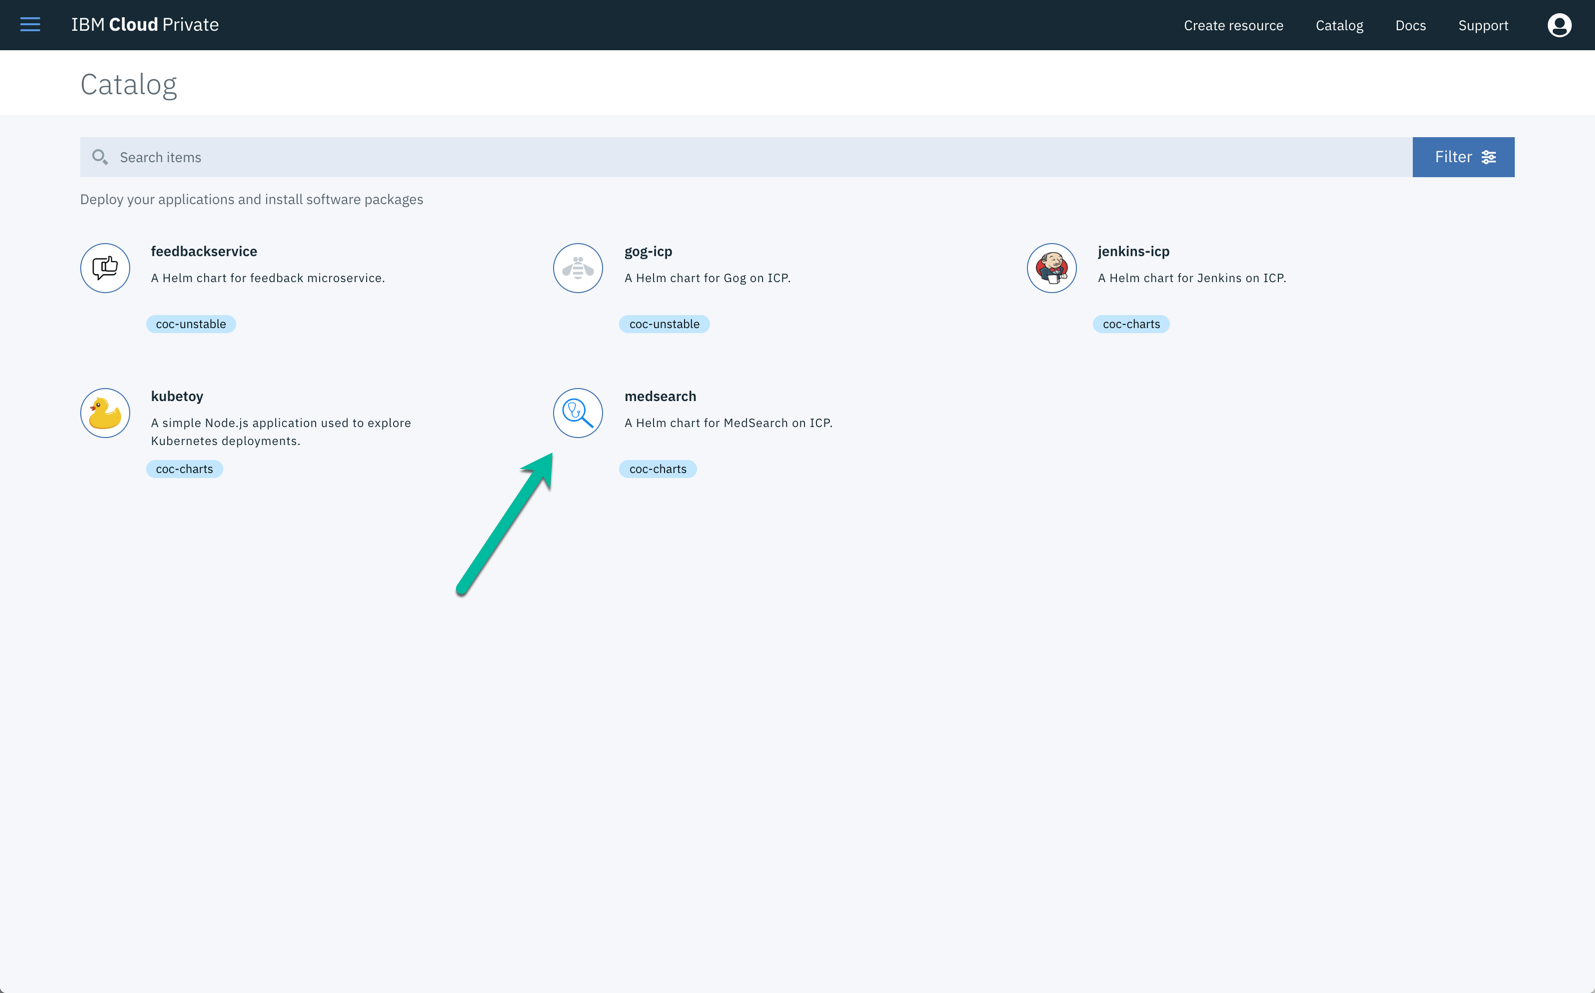 IBM Cloud Private
Create resource
Catalog
Docs
Support
Catalog
Search items
Filter
Deploy your applications and install software packages
feedbackservice
A Helm chart for feedback microservice.
coc-unstable
gog-icp
A Helm chart for Gog on ICP.
coc-unstable
jenkins-icp
A Helm chart for Jenkins on ICP.
coc-charts
kubetoy
A simple Node.js application used to explore
Kubernetes deployments.
coc-charts
medsearch
A Helm chart for MedSearch on ICP.
coc-charts